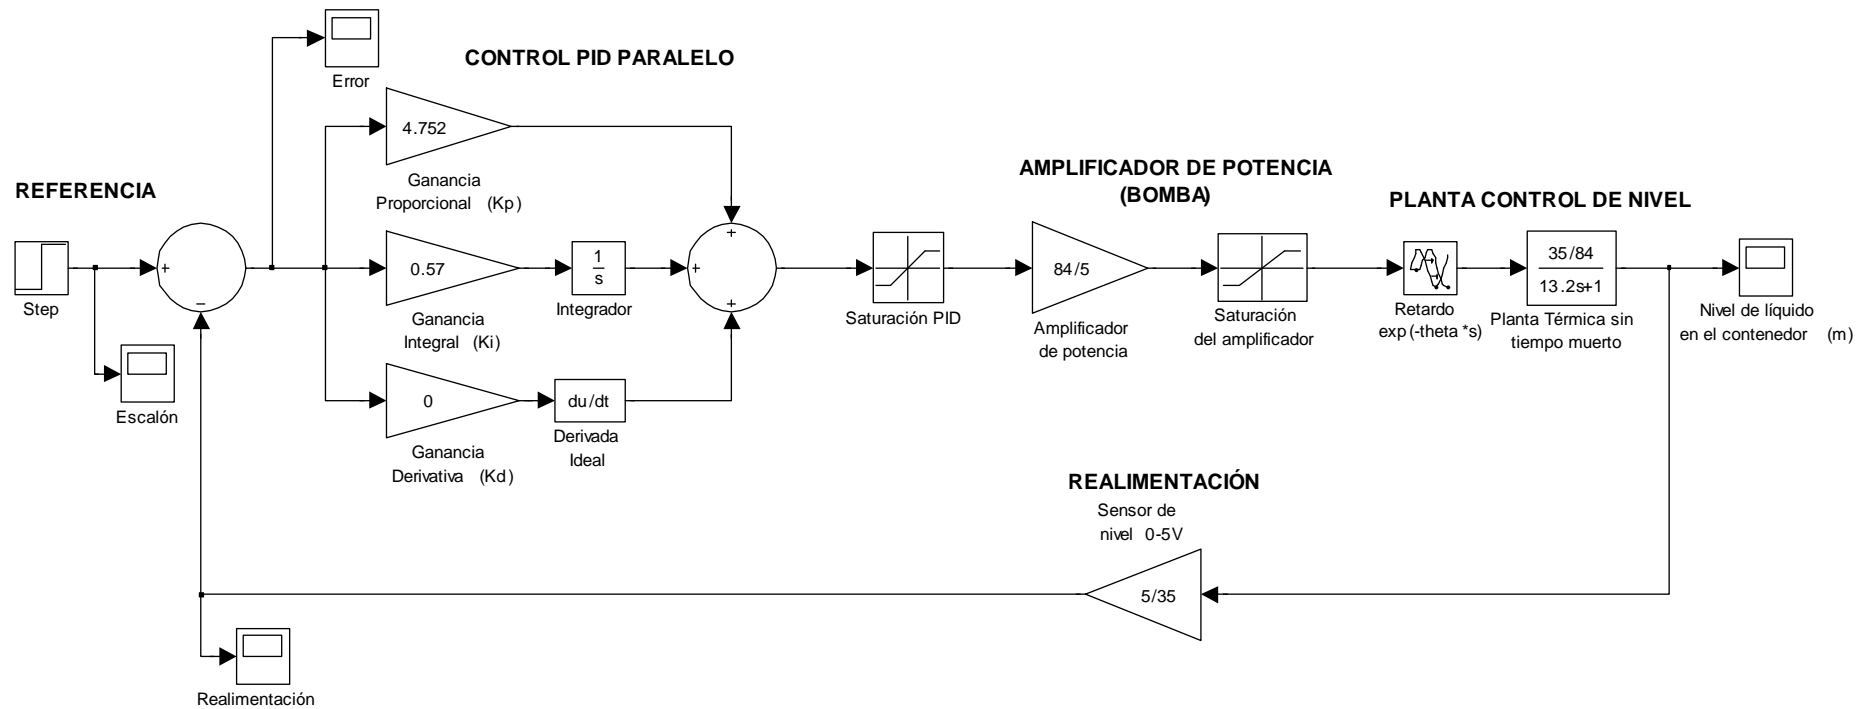 Error
CONTROL PID PARALELO
4.752
Ganancia
Proporcional (Kp)
REFERENCIA
Step
Escalón
+
−
0.57
Ganancia
Integral (Ki)
1
s
Integrador
0
Ganancia
Derivativa (Kd)
du/dt
Derivada
Ideal
+
+
+
Saturación PID
AMPLIFICADOR DE POTENCIA
(BOMBA)
84/5
Amplificador
de potencia
Saturación
del amplificador
PLANTA CONTROL DE NIVEL
Retardo
exp(-theta *s)
35/84
13.2s+1
Planta Térmica sin
tiempo muerto
Nivel de líquido
en el contenedor (m)
REALIMENTACIÓN
Sensor de
nivel 0-5V
5/35
Realimentación